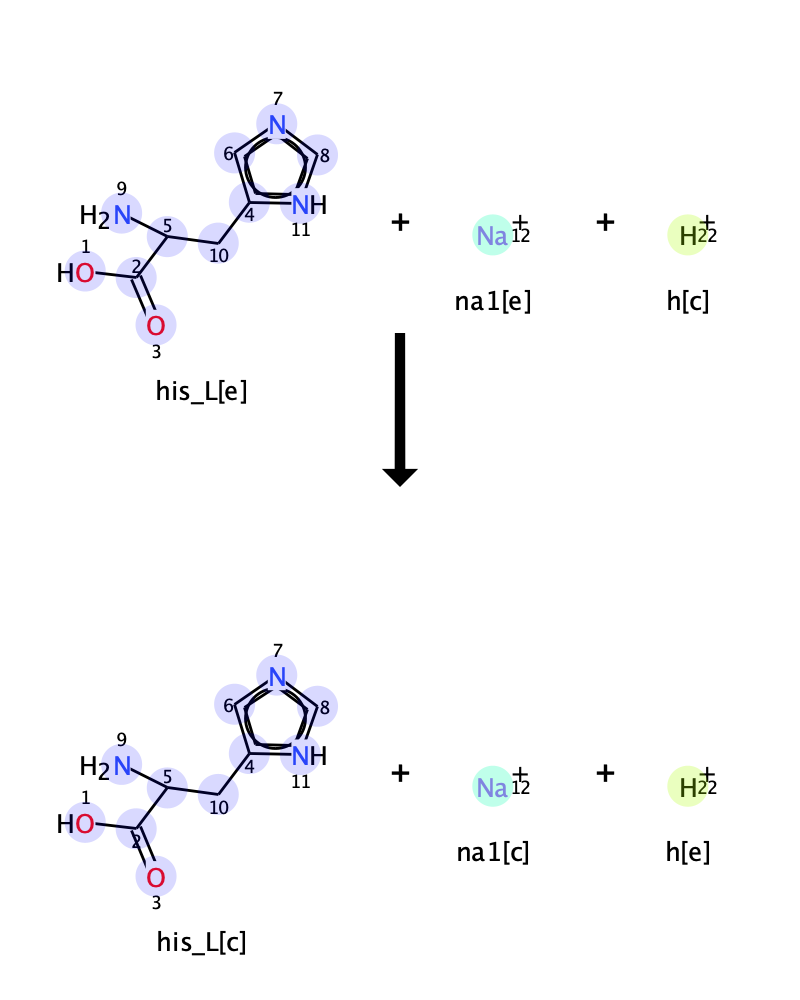 7
N
6
8
9
4
NH
H2N
5
11
+
Na+
12
+
H+
22
1
2
10
HO
O
3
na1[e]
h[c]
his_L[e]
7
N
6
8
9
4
NH
H2N
5
11
+
Na+
12
+
H+
22
1
2
10
HO
O
3
na1[c]
h[e]
his_L[c]